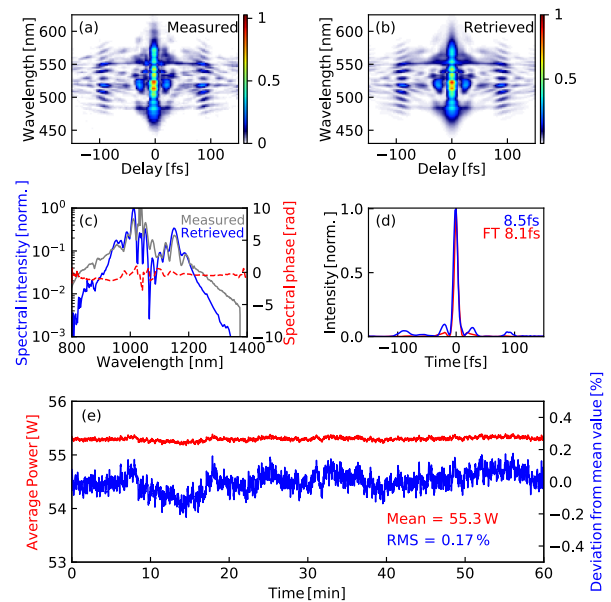 (a) Measured
Wavelength [nm]
600
550
500
450
−100 0 100
Delay [fs]
1
0.5
0
(b) Retrieved
Wavelength [nm]
600
550
500
450
−100 0 100
Delay [fs]
1
0.5
(c) Measured
Retrieved
Spectral intensity [norm. ]
10^0
10^−1
10^−2
10^−3
800 1000 1200 1400
Wavelength [nm]
10
5
0
−5
−10
Spectral phase [rad]
(d) 8.5fs
FT 8.1fs
Intensity [norm. ]
1.0
0.5
0.0
−100 0 100
Time [fs]
(e)
Average Power [W]
56
55
54
53
0 10 20 30 40 50 60
Time [min]
Mean = 55.3 W
RMS = 0.17 %
0.4
0.2
0.0
−0.2
−0.4
Deviation from mean value [%]